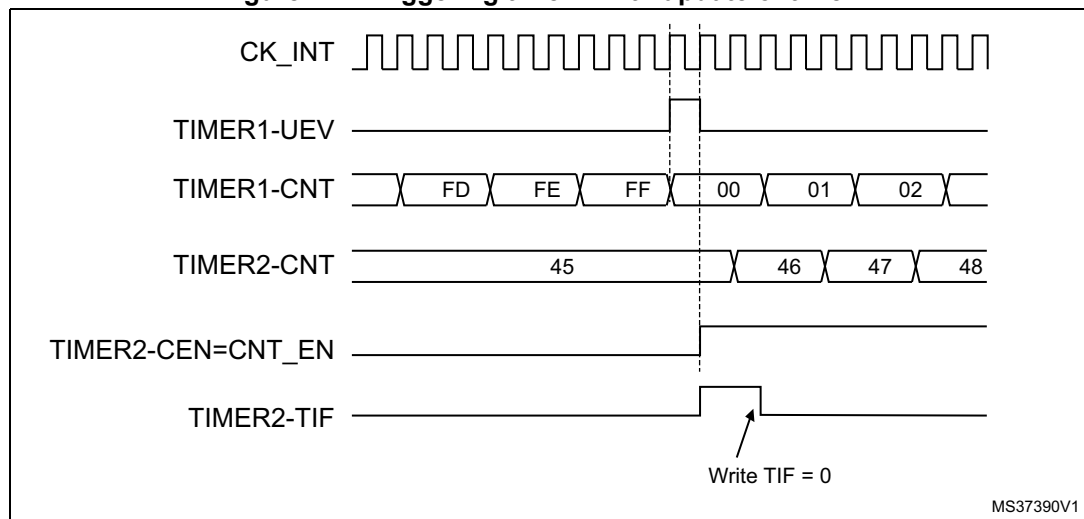 CK_INT
TIMER1-UEV
TIMER1-CNT FD FE FF 00 01 02
TIMER2-CNT 45 46 47 48
TIMER2-CEN=CNT_EN
TIMER2-TIF
Write TIF = 0
MS37390V1